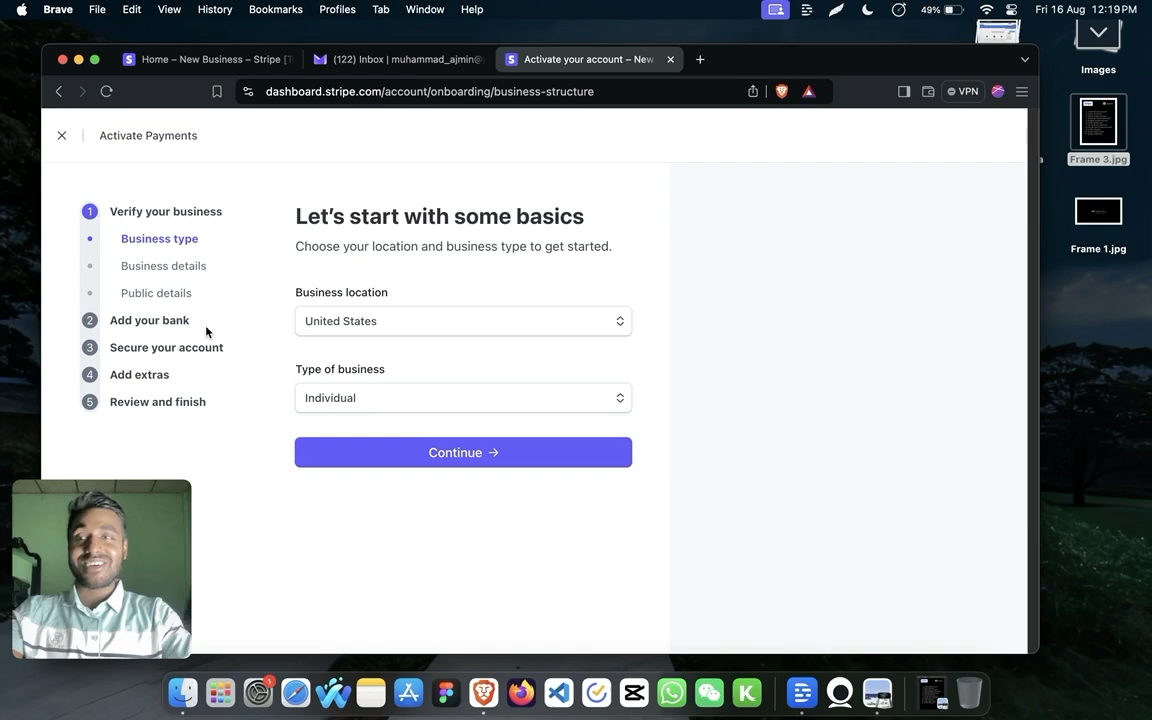 Brave File Edit View History Bookmarks Profiles Tab Window Help 49% Fri 16 Aug 12:19 PM
Home – New Business – Stripe [T
(122) Inbox | muhammad_ajmin@
Activate your account – New
dashboard.stripe.com/account/onboarding/business-structure
VPN
Images
Frame 3.jpg
Frame 1.jpg
Activate Payments
1 Verify your business
Business type
Business details
Public details
2 Add your bank
3 Secure your account
4 Add extras
5 Review and finish
Let's start with some basics
Choose your location and business type to get started.
Business location
United States
Type of business
Individual
Continue →
1
K